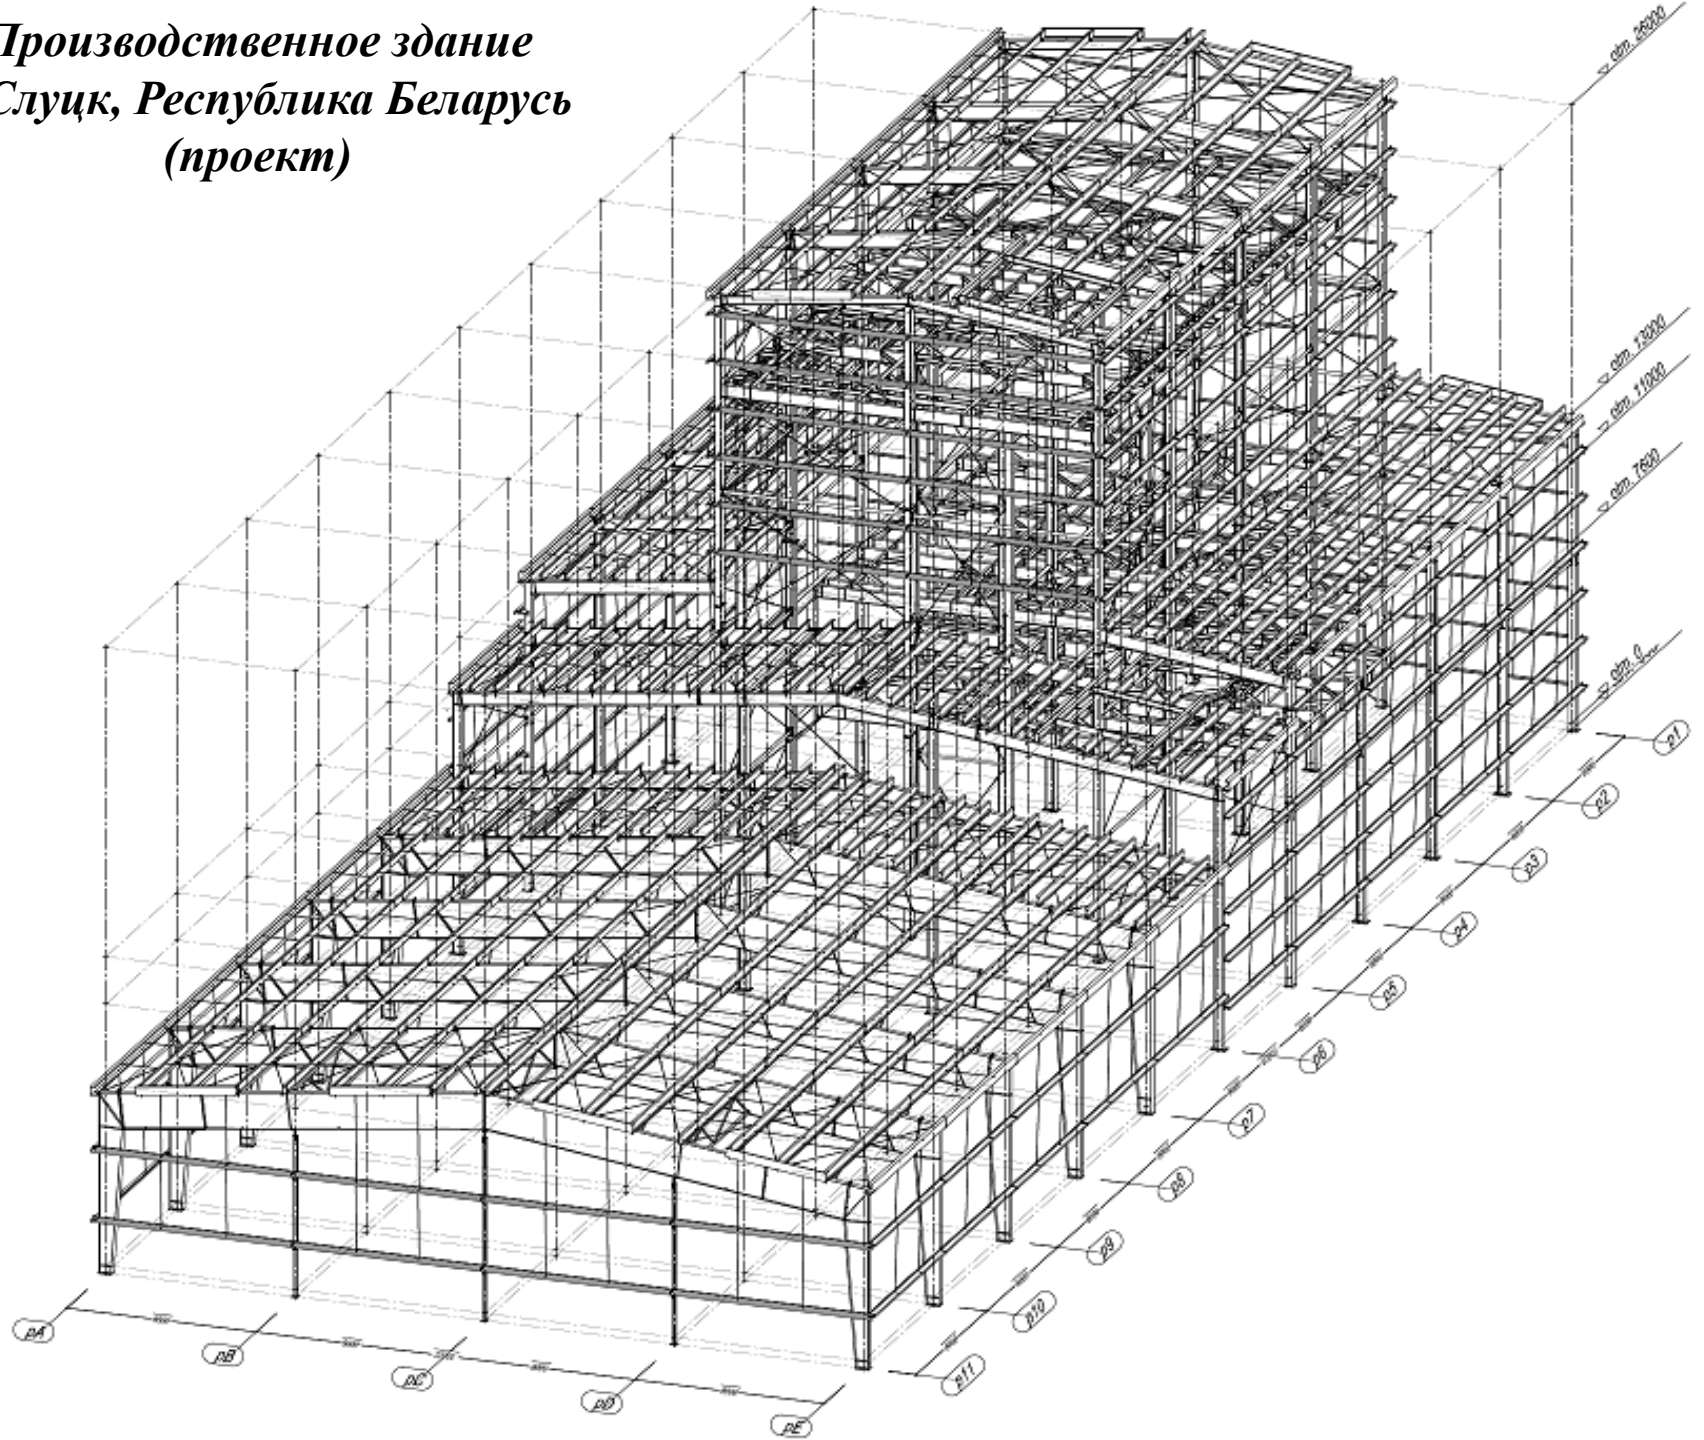 Производственное здание
Слуцк, Республика Беларусь
(проект)
отм. 26000
отм. 13000
отм. 11000
отм. 7600
отм. 0
р1
р2
р3
р4
р5
р6
р7
р8
р9
р10
р11
рА
рВ
рС
рD
рЕ